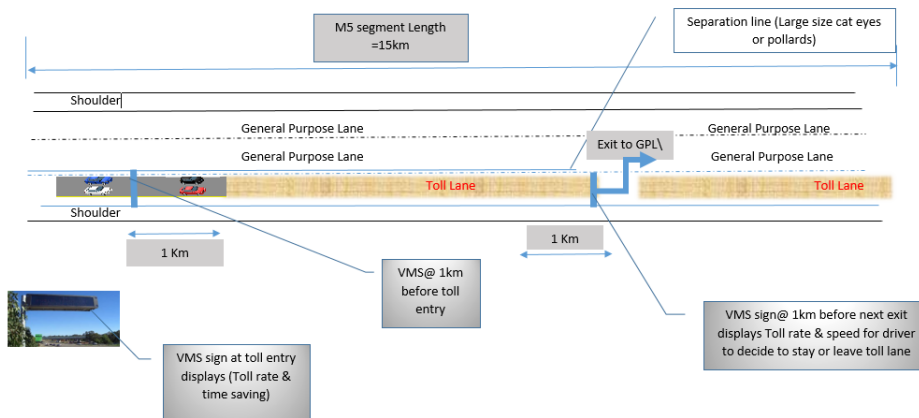 M5 segment Length
=15km
Separation line (Large size cat eyes
or pollards)
Shoulder
General Purpose Lane
General Purpose Lane
Exit to GPL\
General Purpose Lane
General Purpose Lane
Toll Lane
Toll Lane
Shoulder
1 Km
1 Km
VMS@ 1km
before toll
entry
VMS sign@ 1km before next exit
displays Toll rate & speed for driver
to decide to stay or leave toll lane
VMS sign at toll entry
displays (Toll rate &
time saving)